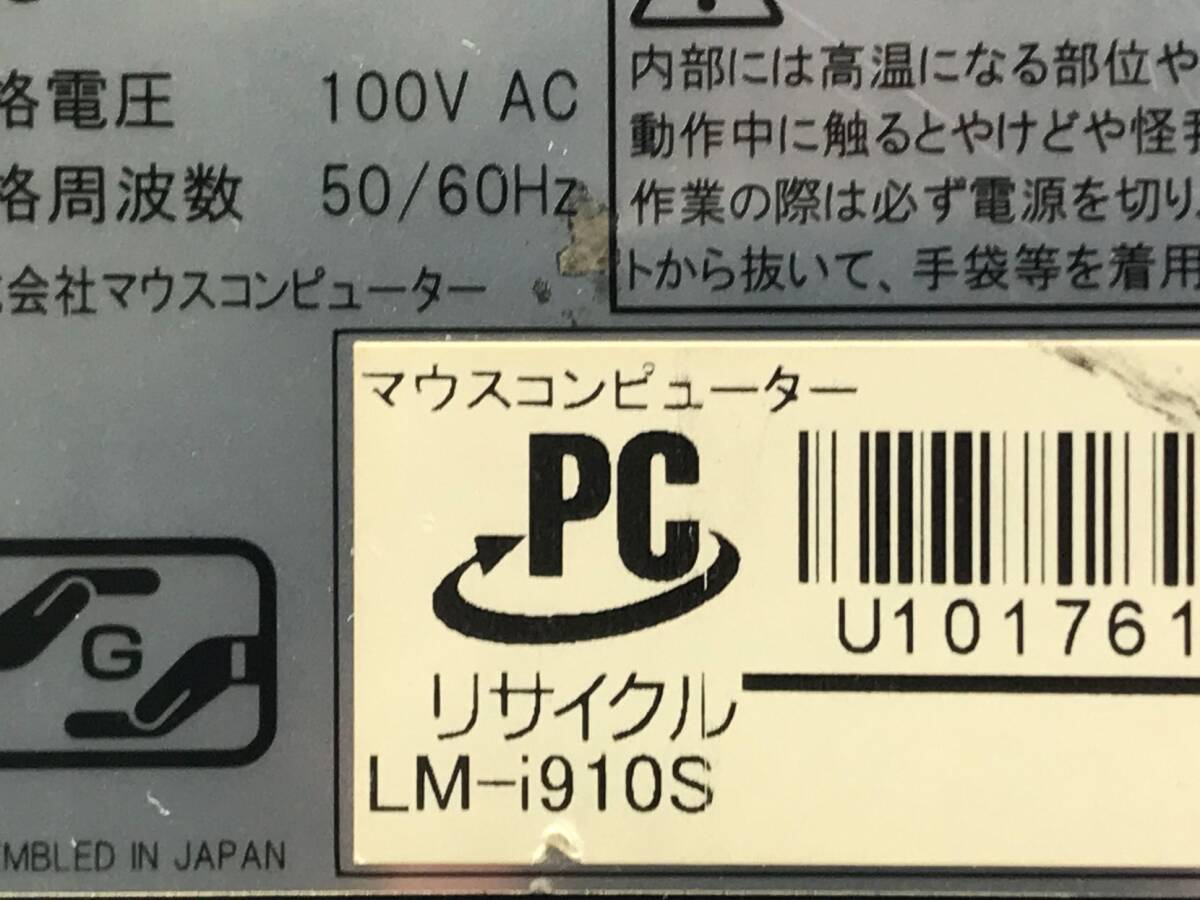 格電圧 100V AC
格周波数 50/60Hz
会社マウスコンピューター
内部には高温になる部位や
動作中に触るとやけどや怪
作業の際は必ず電源を切り
トから抜いて、手袋等を着用
マウスコンピューター
PC
リサイクル
LM-i910S
U101761
G
MBLED IN JAPAN